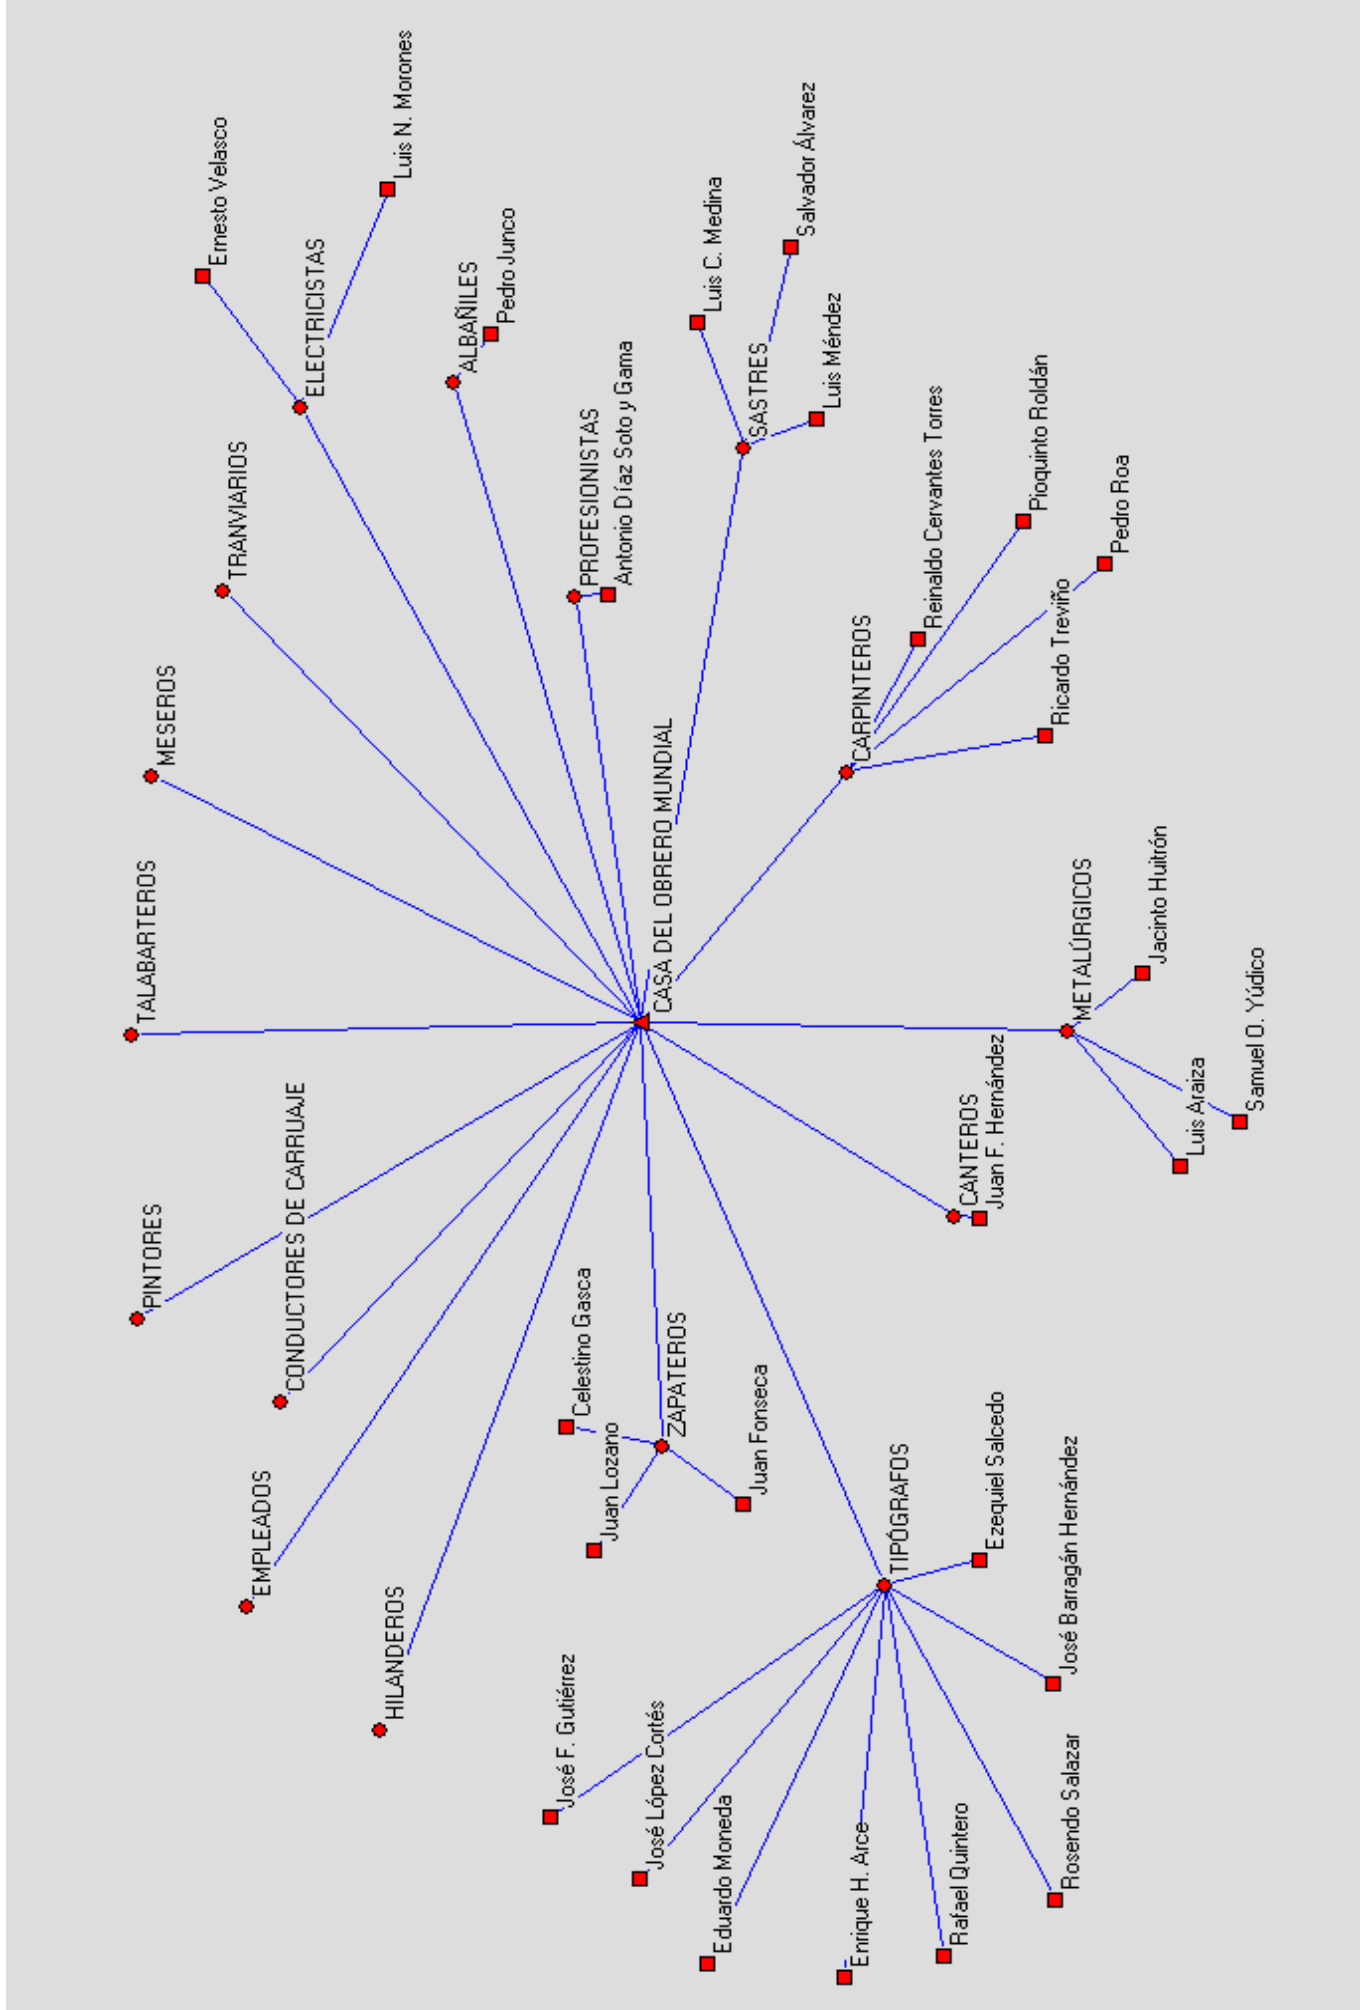 TALABARTEROS
MESEROS
TRANVIARIOS
Ernesto Velasco
ELECTRICISTAS
Luis N. Morones
ALBAÑILES
Pedro Junco
PROFESIONISTAS
Antonio Díaz Soto y Gama
Luis C. Medina
SASTRES
Salvador Álvarez
Luis Méndez
CASA DEL OBRERO MUNDIAL
CARPINTEROS
Reinaldo Cervantes Torres
Pioquinto Roldán
Pedro Roa
Ricardo Treviño
METALÚRGICOS
Jacinto Huitrón
Luis Araiza
Samuel O. Yúdico
CANTEROS
Juan F. Hernández
PINTORES
CONDUCTORES DE CARRUAJE
EMPLEADOS
HILANDEROS
Celestino Gasca
Juan Lozano
ZAPATEROS
Juan Fonseca
TIPÓGRAFOS
Ezequiel Salcedo
José Barragán Hernández
José F. Gutiérrez
José López Cortés
Eduardo Moneda
Enrique H. Arce
Rafael Quintero
Rosendo Salazar